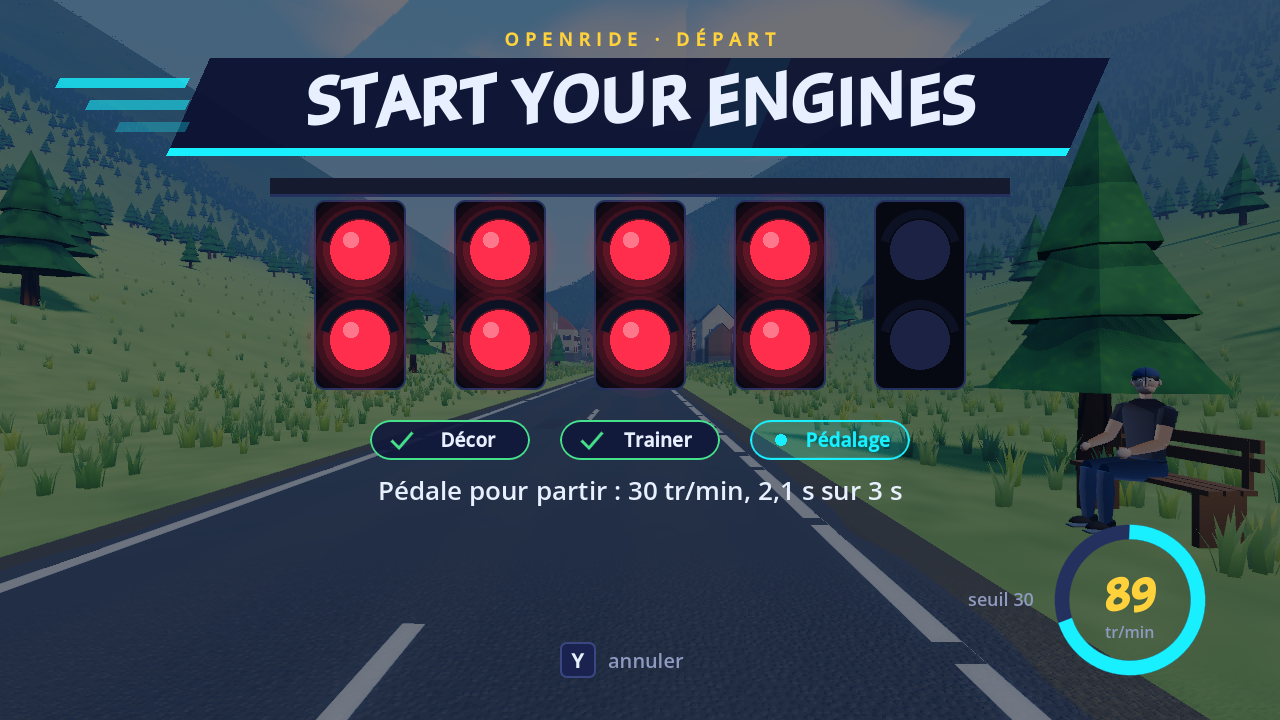 OPENRIDE · DÉPART
START YOUR ENGINES
Décor
Trainer
Pédalage
Pédale pour partir : 30 tr/min, 2,1 s sur 3 s
seuil 30
89
tr/min
Y annuler